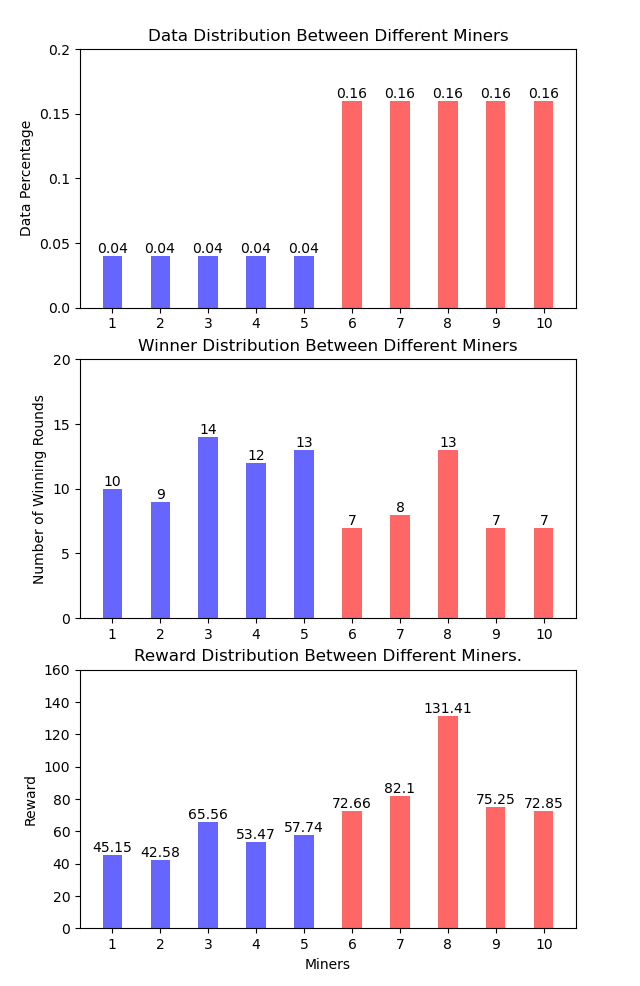 Data Distribution Between Different Miners
0.2
0.15
0.1
0.05
0.0
Data Percentage
0.04 0.04 0.04 0.04 0.04 0.16 0.16 0.16 0.16 0.16
1 2 3 4 5 6 7 8 9 10
Winner Distribution Between Different Miners
20
15
10
5
0
Number of Winning Rounds
10 9 14 12 13 7 8 13 7 7
1 2 3 4 5 6 7 8 9 10
Reward Distribution Between Different Miners.
160
140
120
100
80
60
40
20
0
Reward
45.15 42.58 65.56 53.47 57.74 72.66 82.1 131.41 75.25 72.85
1 2 3 4 5 6 7 8 9 10
Miners